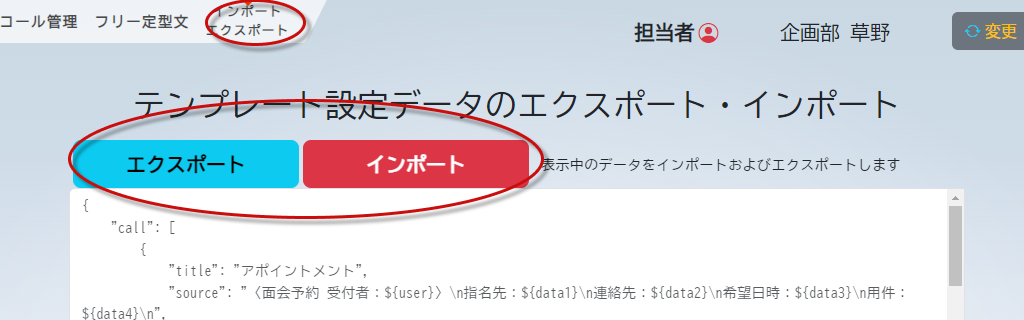 コール管理 フリー定型文 インポート
エクスポート
担当者 企画部 草野 変更
テンプレート設定データのエクスポート・インポート
エクスポート インポート 表示中のデータをインポートおよびエクスポートします
{
"call": [
{
"title": "アポイントメント",
"source": "〈面会予約 受付者：${user}〉\n指名先：${data1}\n連絡先：${data2}\n希望日時：${data3}\n用件：
${data4}\n",